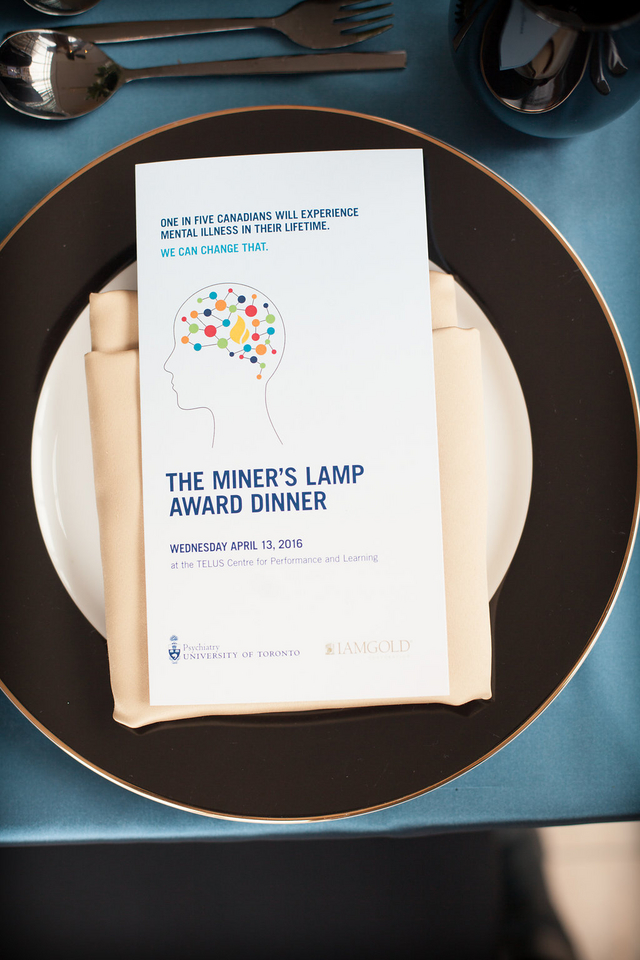 ONE IN FIVE CANADIANS WILL EXPERIENCE
MENTAL ILLNESS IN THEIR LIFETIME.
WE CAN CHANGE THAT.
THE MINER'S LAMP
AWARD DINNER
WEDNESDAY APRIL 13, 2016
at the TELUS Centre for Performance and Learning
Psychiatry
UNIVERSITY OF TORONTO
IAMGOLD